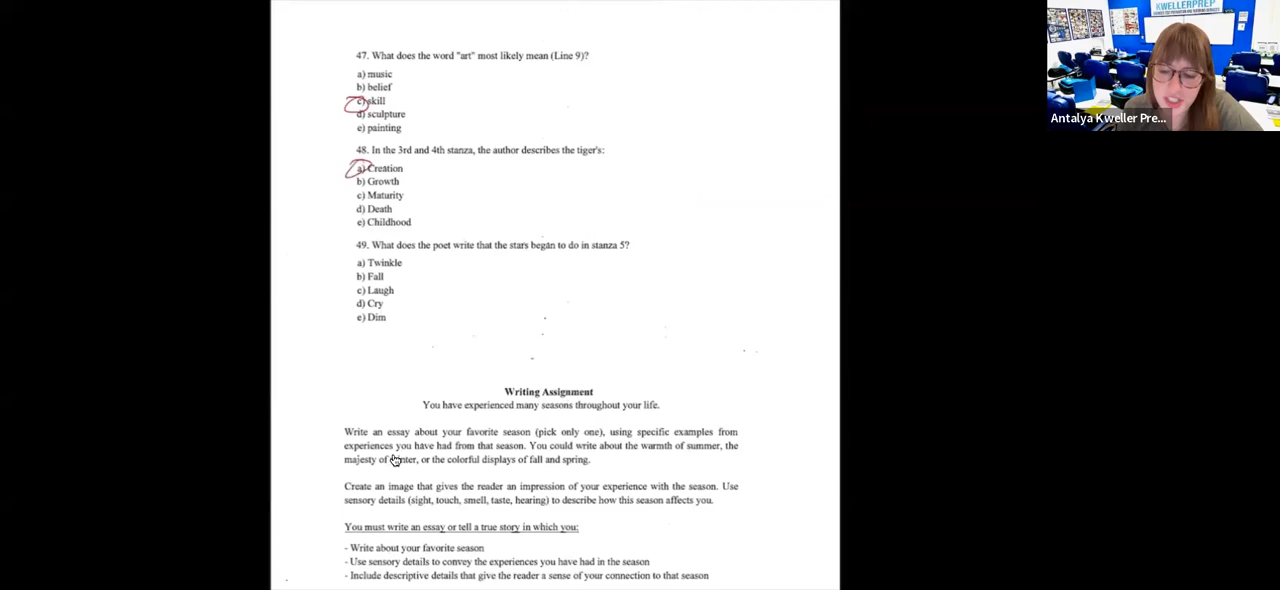 47. What does the word "art" most likely mean (Line 9)?
a) music
b) belief
c) skill
d) sculpture
e) painting
48. In the 3rd and 4th stanza, the author describes the tiger's:
a) Creation
b) Growth
c) Maturity
d) Death
e) Childhood
49. What does the poet write that the stars began to do in stanza 5?
a) Twinkle
b) Fall
c) Laugh
d) Cry
e) Dim
Writing Assignment
You have experienced many seasons throughout your life.
Write an essay about your favorite season (pick only one), using specific examples from
experiences you have had from that season. You could write about the warmth of summer, the
majesty of winter, or the colorful displays of fall and spring.
Create an image that gives the reader an impression of your experience with the season. Use
sensory details (sight, touch, smell, taste, hearing) to describe how this season affects you.
You must write an essay or tell a true story in which you:
- Write about your favorite season
- Use sensory details to convey the experiences you have had in the season
- Include descriptive details that give the reader a sense of your connection to that season
KWELLERPREP
Antalya Kweller Pre...